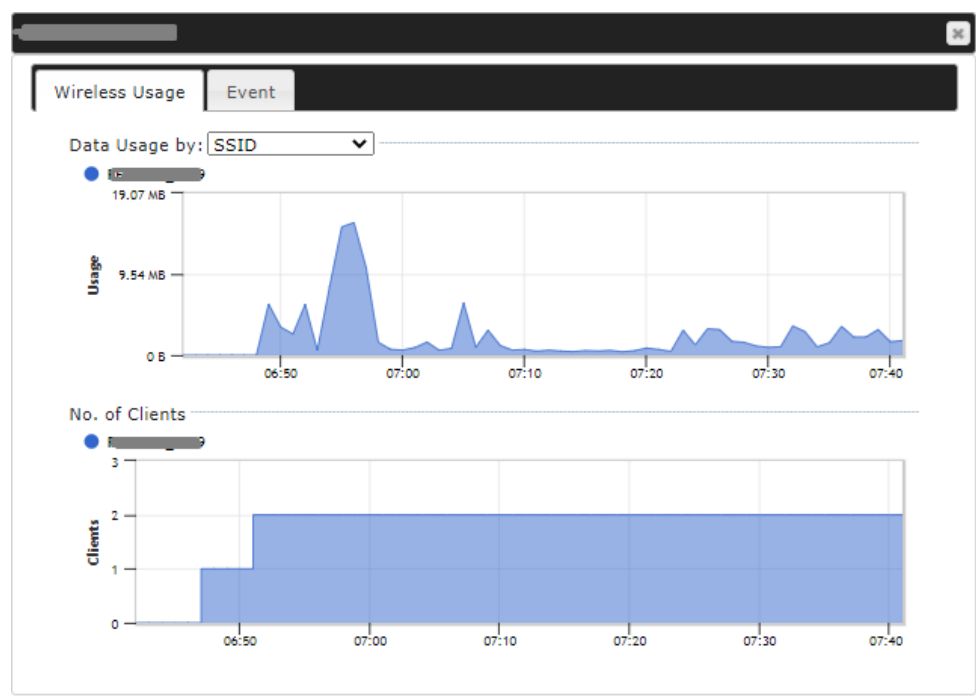 Wireless Usage Event
Data Usage by: SSID
19.07 MB
Usage
9.54 MB
0 B
06:50 07:00 07:10 07:20 07:30 07:40
No. of Clients
3
Clients
2
1
0
06:50 07:00 07:10 07:20 07:30 07:40